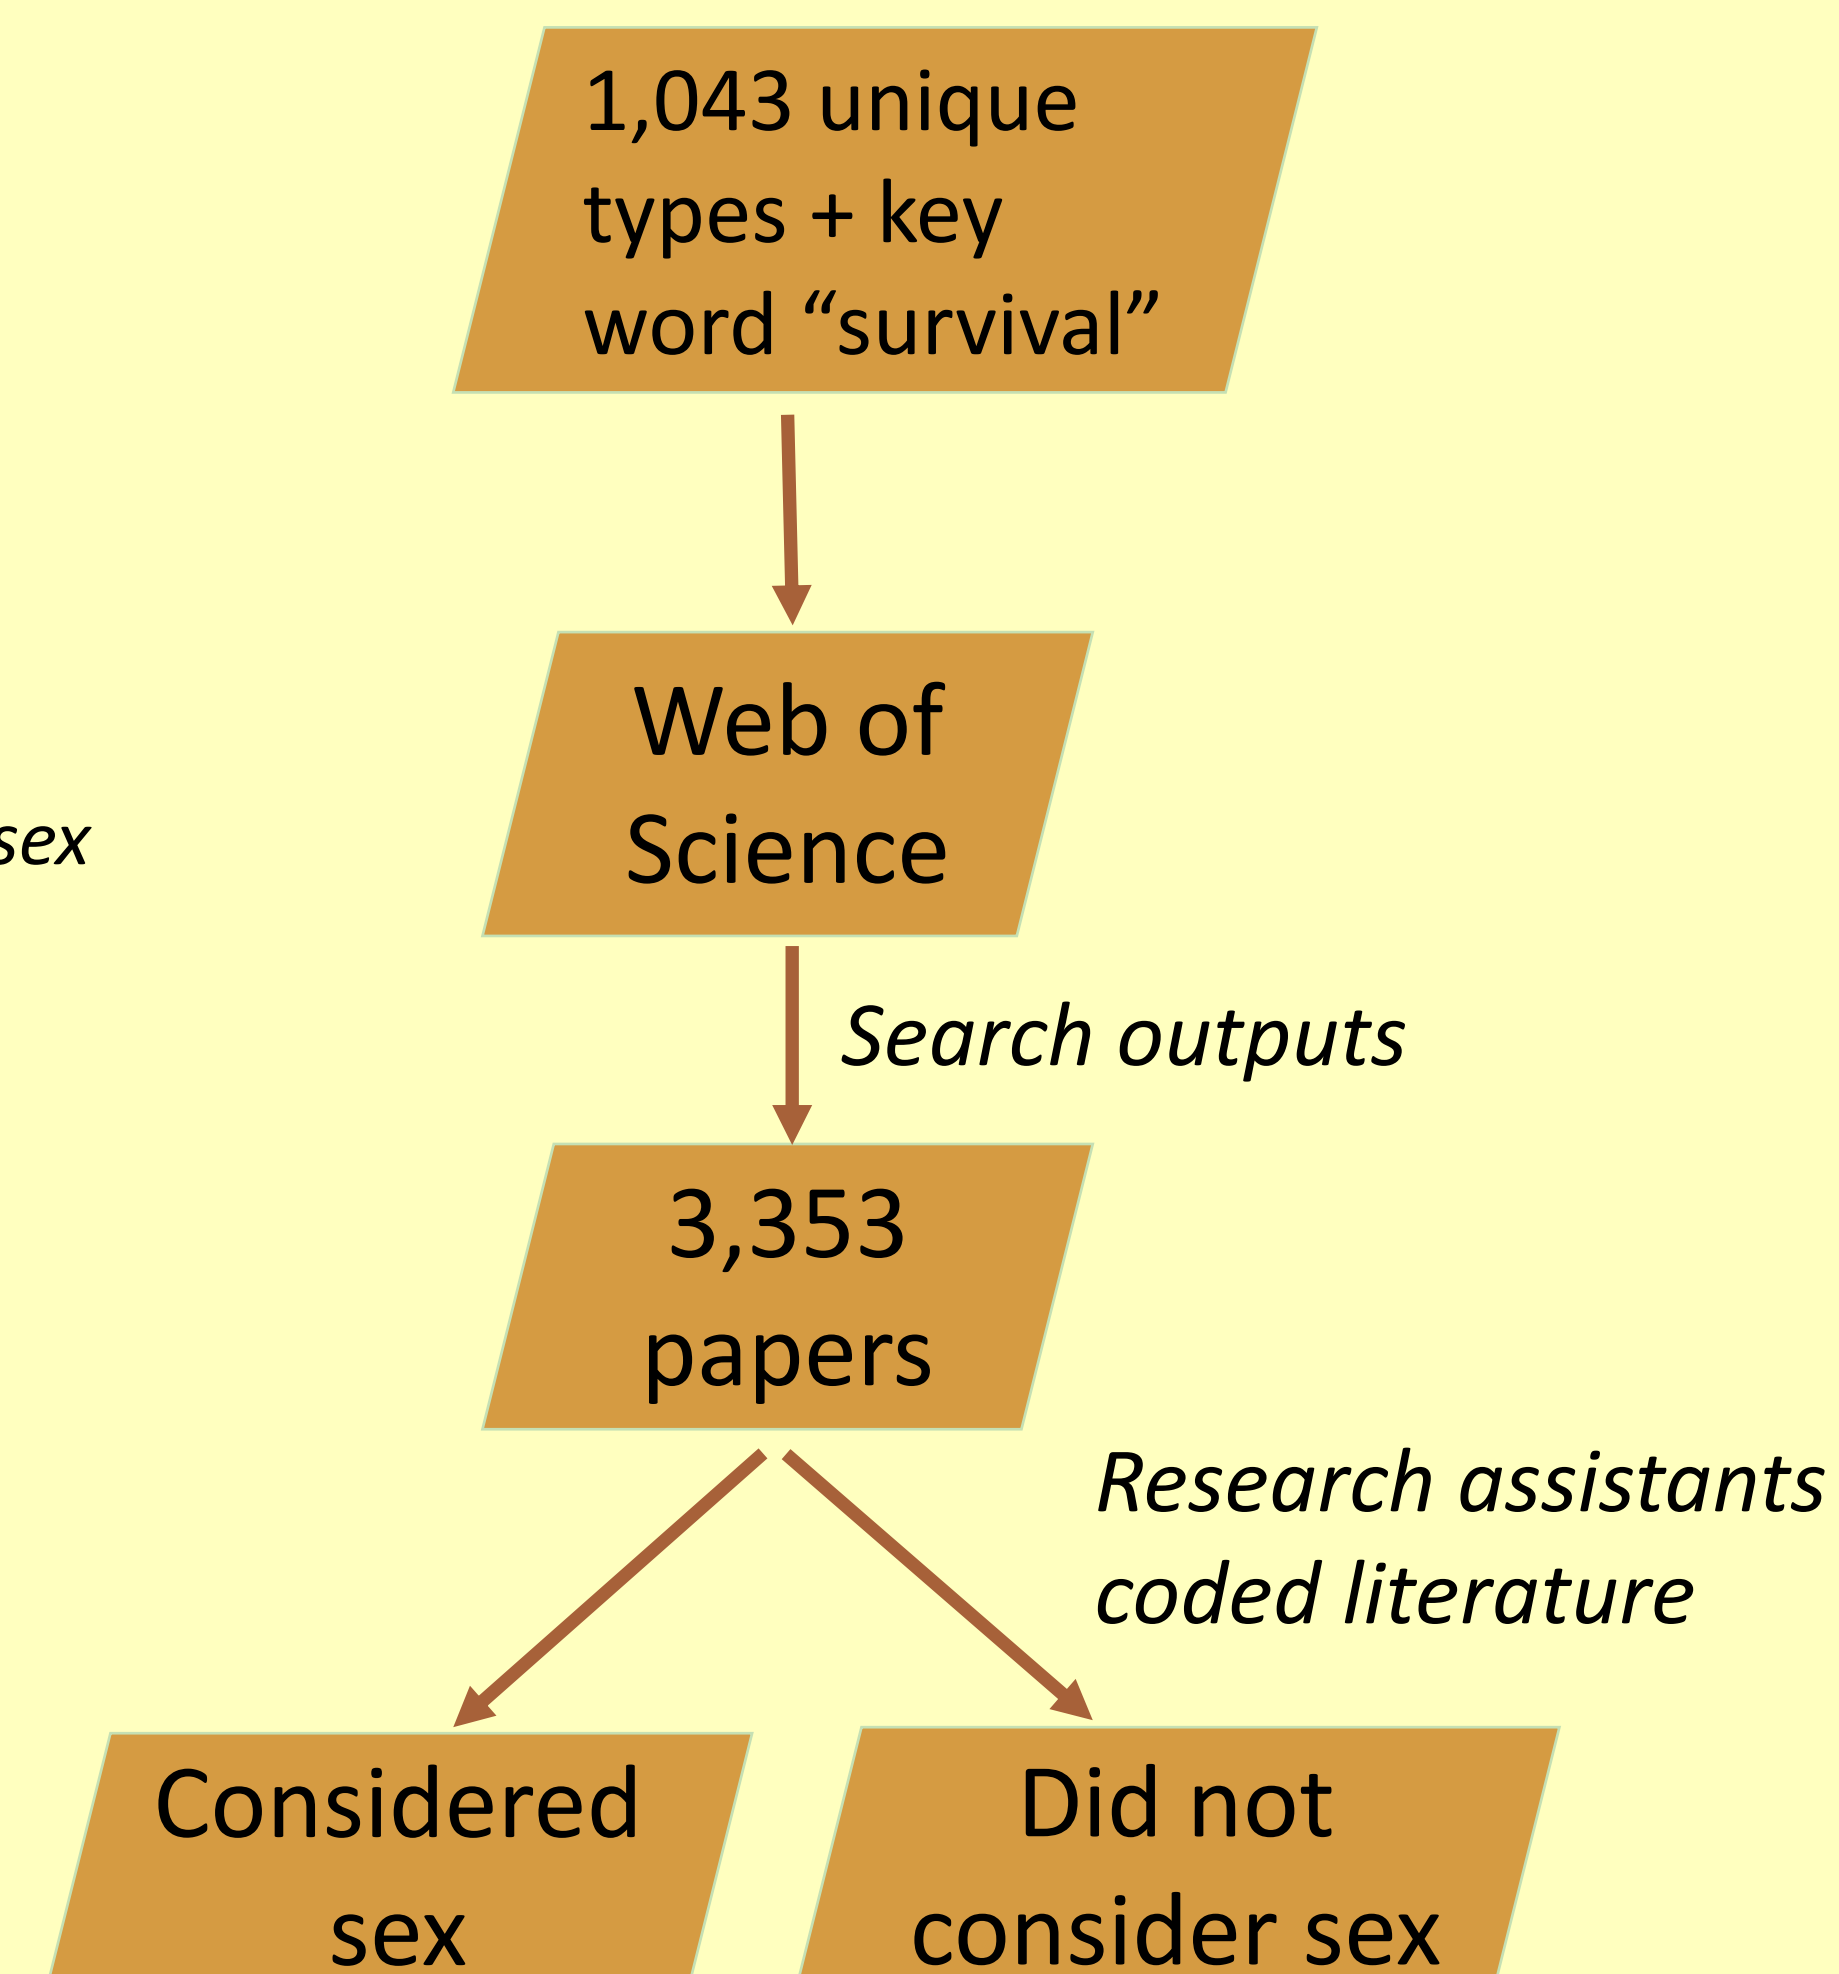 1,043 unique
types + key
word “survival”
Web of
Science
sex
Search outputs
3,353
papers
Research assistants
coded literature
Considered
sex
Did not
consider sex